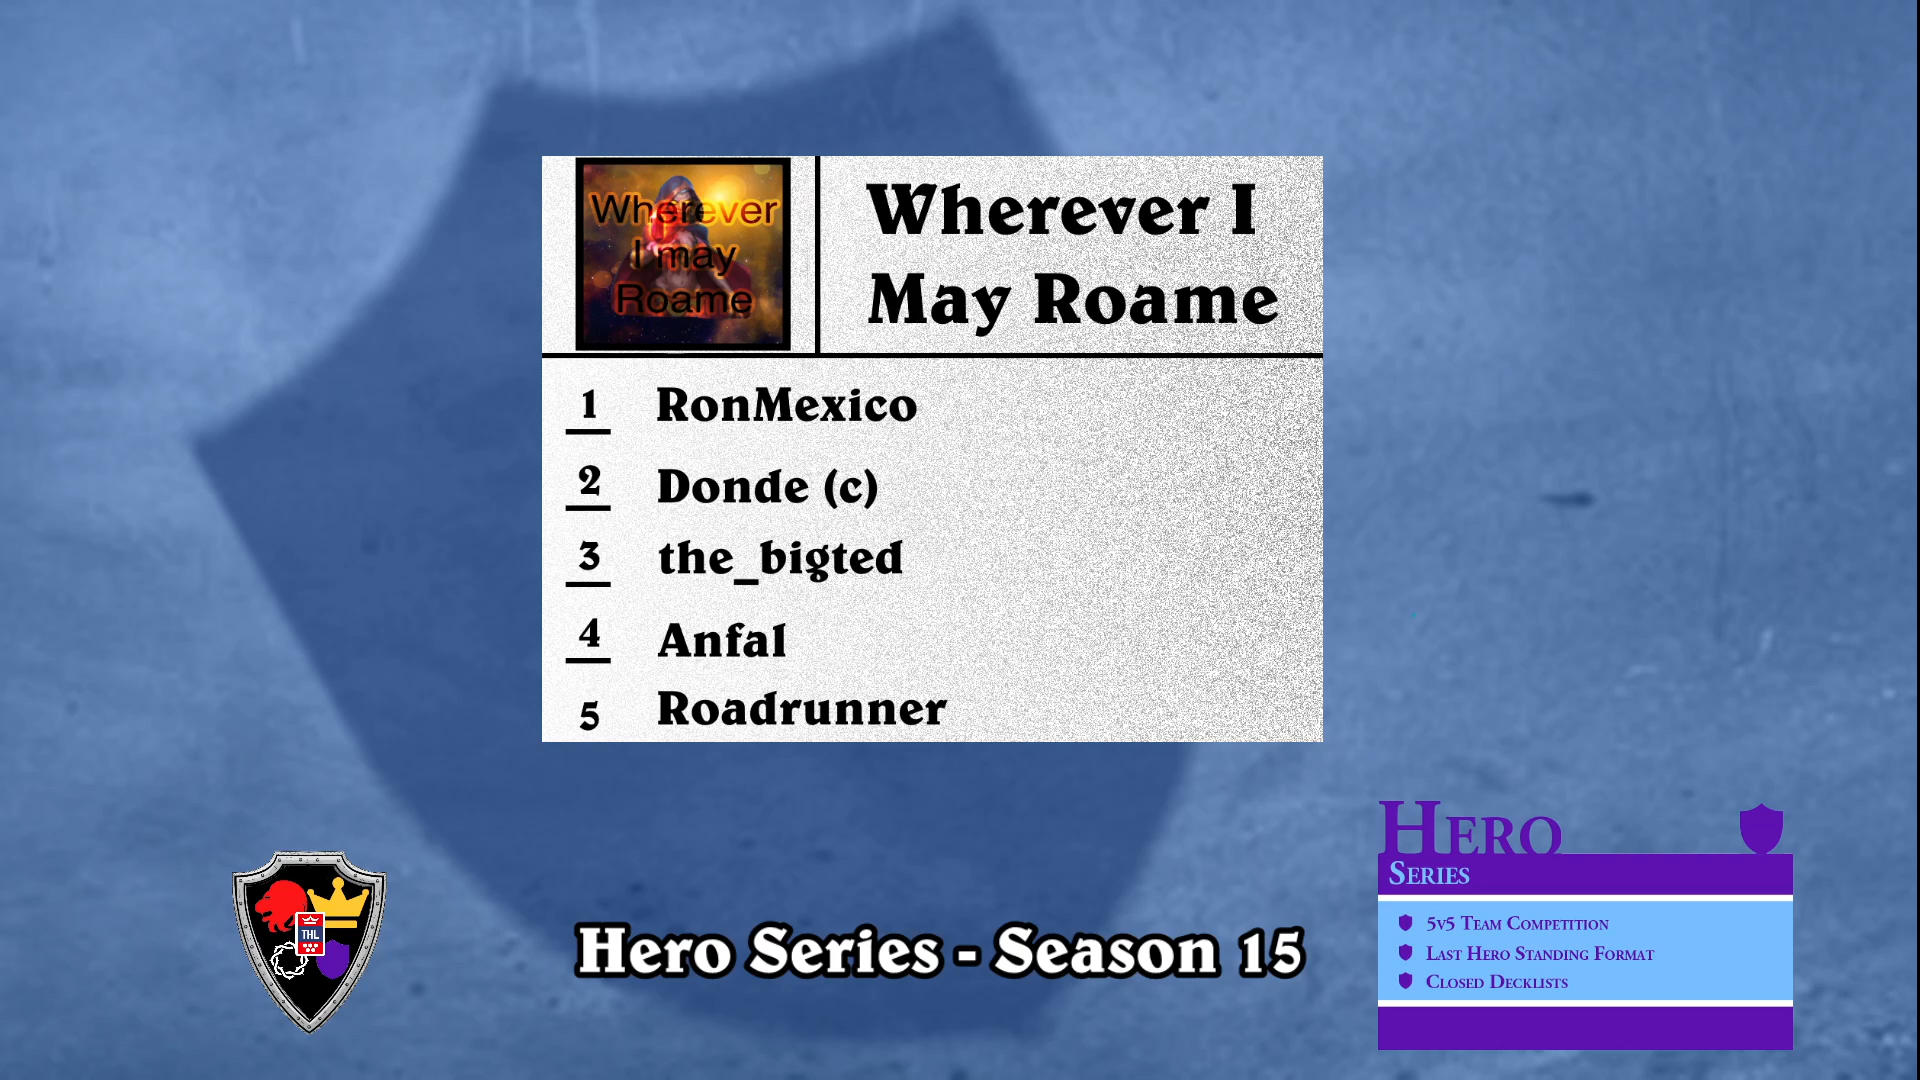 Wherever
I may
Roame
Wherever I
May Roame
1 RonMexico
2 Donde (c)
3 the_bigted
4 Anfal
5 Roadrunner
THL
Hero Series - Season 15
HERO
SERIES
5V5 TEAM COMPETITION
LAST HERO STANDING FORMAT
CLOSED DECKLISTS